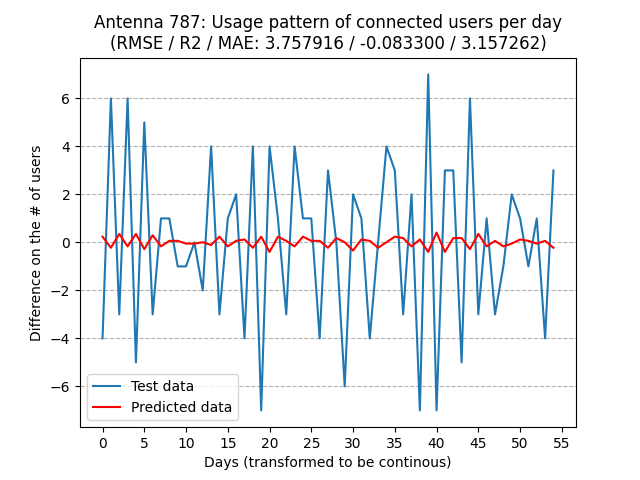 Antenna 787: Usage pattern of connected users per day
(RMSE / R2 / MAE: 3.757916 / -0.083300 / 3.157262)
Difference on the # of users
6
4
2
0
−2
−4
−6
Test data
Predicted data
0 5 10 15 20 25 30 35 40 45 50 55
Days (transformed to be continous)